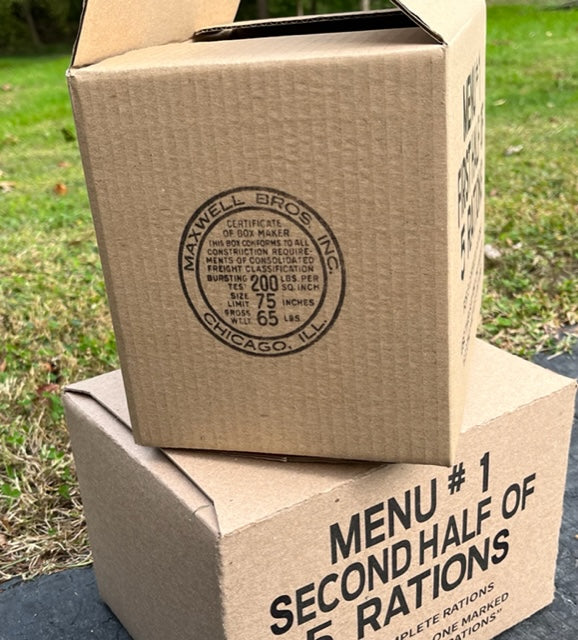 MAXWELL BROS. INC.
CERTIFICATE
OF BOX MAKER
THIS BOX CONFORMS TO ALL
CONSTRUCTION REQUIRE-
MENTS OF CONSOLIDATED
FREIGHT CLASSIFICATION
BURSTING 200 LBS. PER
TEST SQ. INCH
SIZE
LIMIT 75 INCHES
GROSS
WT. LT. 65 LBS
CHICAGO, ILL.
MENU # 1
SECOND HALF OF
5 RATIONS
RATIONS
ONE MARKED
RATIONS"